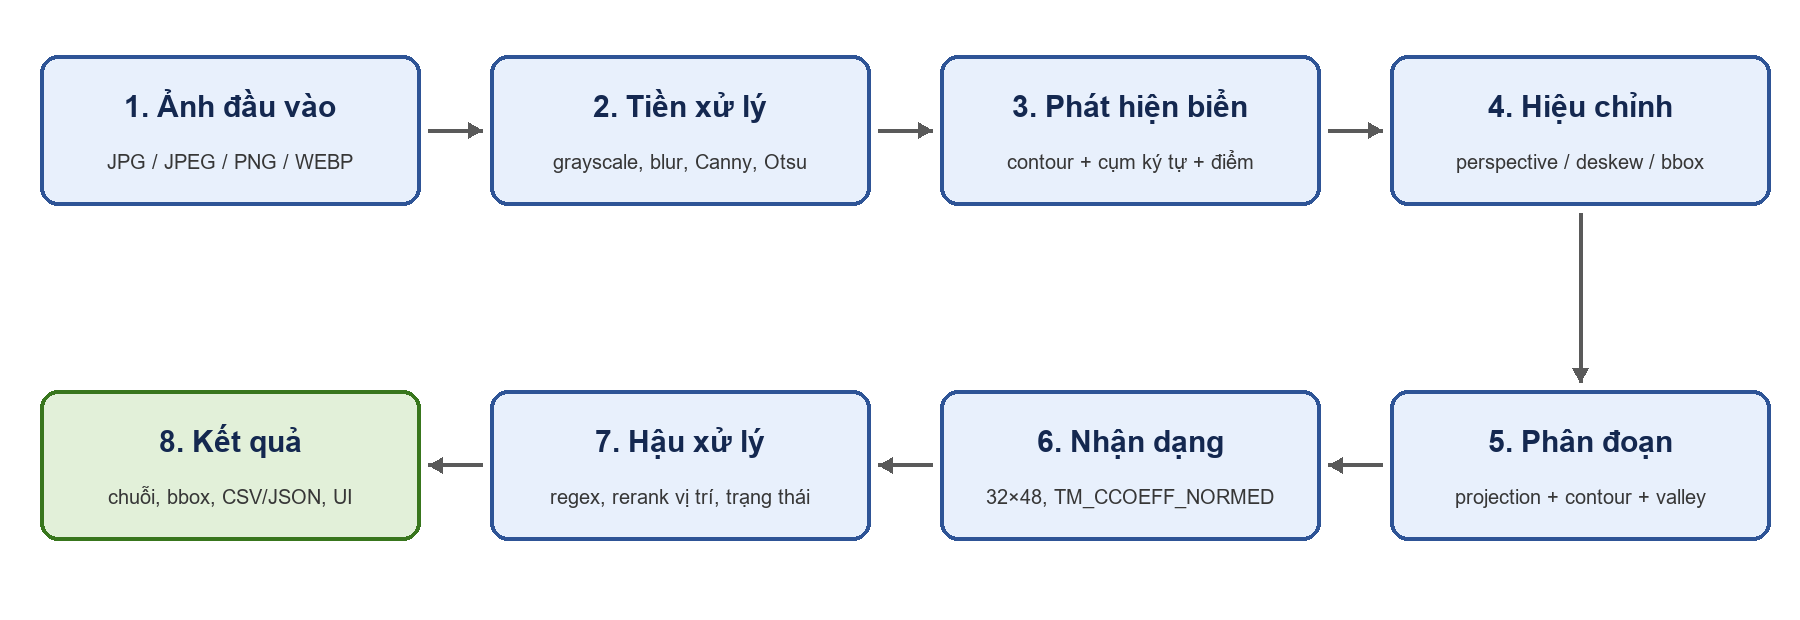 1. Ảnh đầu vào
JPG / JPEG / PNG / WEBP
2. Tiền xử lý
grayscale, blur, Canny, Otsu
3. Phát hiện biển
contour + cụm ký tự + điểm
4. Hiệu chỉnh
perspective / deskew / bbox
5. Phân đoạn
projection + contour + valley
6. Nhận dạng
32×48, TM_CCOEFF_NORMED
7. Hậu xử lý
regex, rerank vị trí, trạng thái
8. Kết quả
chuỗi, bbox, CSV/JSON, UI